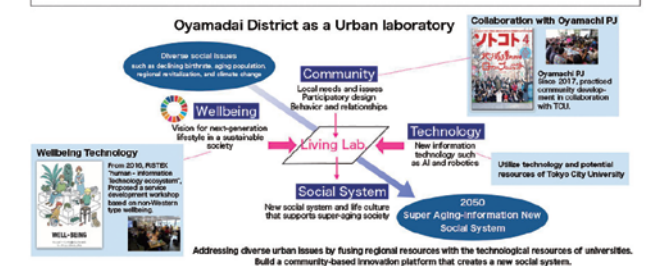 Oyamadai District as a Urban laboratory
Collaboration with Oyamachi PJ
ソトコト 4
Oyamachi PJ
Since 2017, practiced
community develop-
ment in collaboration
with TCU.
Diverse social issues
such as declining birthrate, aging population,
regional revitalization, and climate change
Community
Local needs and issues
Participatory design
Behavior and relationships
Wellbeing
Vision for next-generation
lifestyle in a sustainable
society
Living Lab.
Technology
New information
technology such
as AI and robotics
Utilize technology and potential
resources of Tokyo City University
Wellbeing Technology
From 2016, RISTEX
"human - information
technology ecosystem",
Proposed a service
development workshop
based on non-Western
type wellbeing.
WELL-BEING
Social System
New social system and life culture
that supports super-aging society
2050
Super Aging-Information New
Social System
Addressing diverse urban issues by fusing regional resources with the technological resources of universities.
Build a community-based innovation platform that creates a new social system.